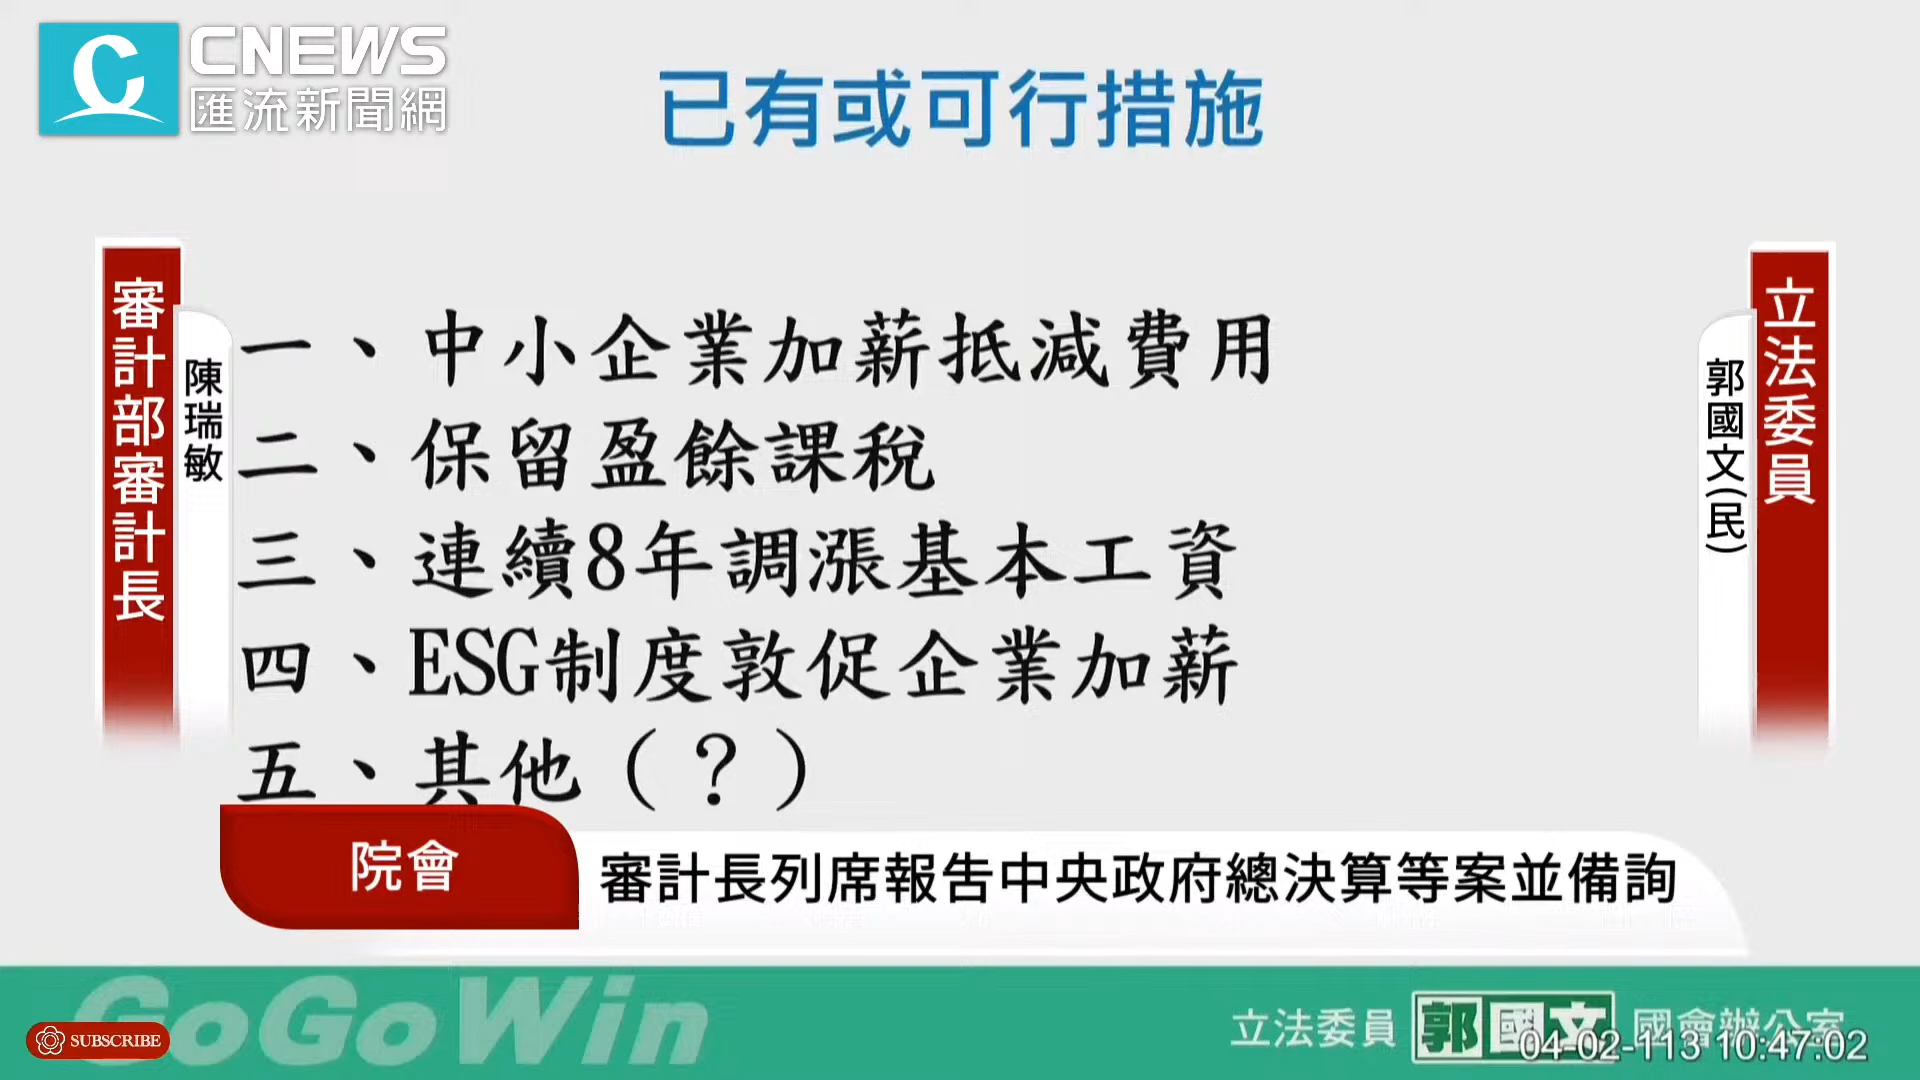 CNEWS
匯流新聞網
已有或可行措施
審計部審計長
陳瑞敏
立法委員
郭國文(民)
一、中小企業加薪抵減費用
二、保留盈餘課稅
三、連續8年調漲基本工資
四、ESG制度敦促企業加薪
五、其他（？）
院會
審計長列席報告中央政府總決算等案並備詢
GoGoWin
SUBSCRIBE
立法委員 郭國文 國會辦公室
04-02-113 10:47:02